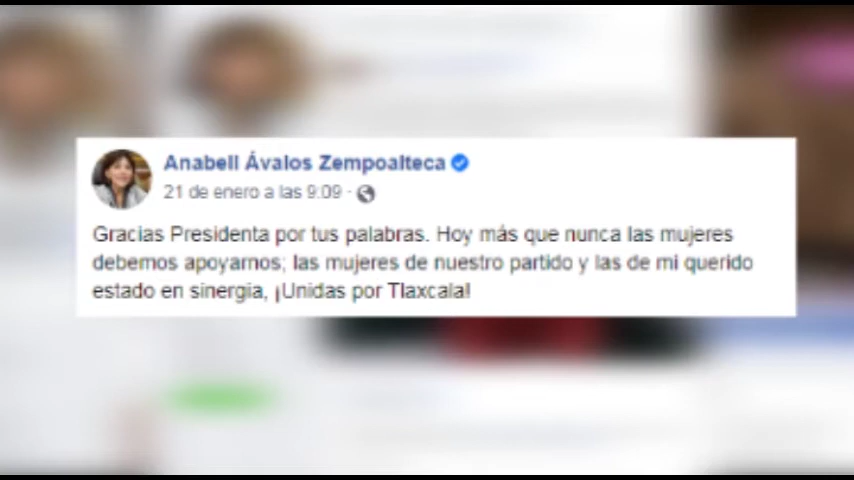 Anabell Ávalos Zempoalteca
21 de enero a las 9:09 ·
Gracias Presidenta por tus palabras. Hoy más que nunca las mujeres
debemos apoyarnos; las mujeres de nuestro partido y las de mi querido
estado en sinergia, ¡Unidas por Tlaxcala!